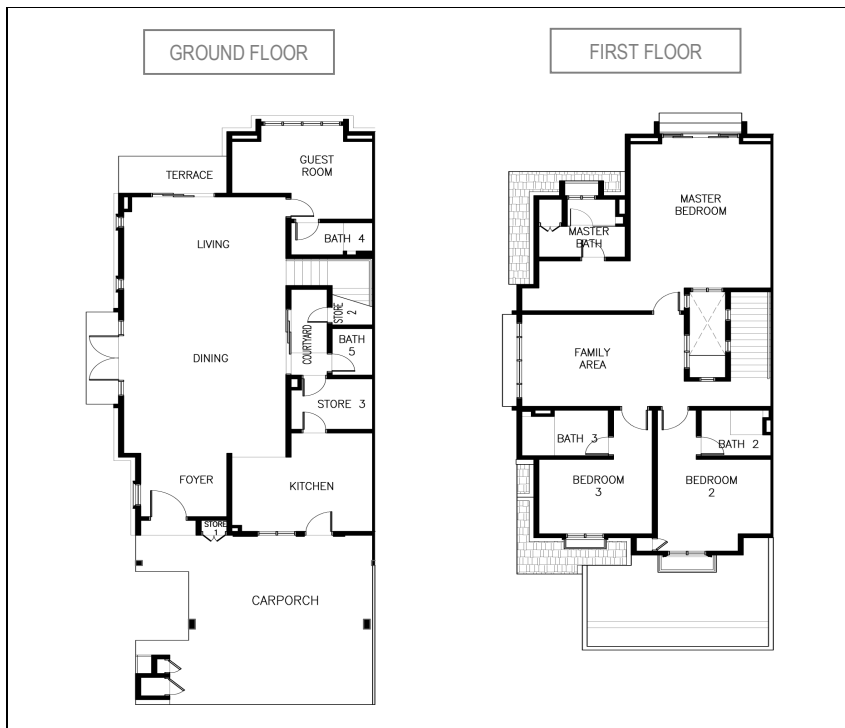 GROUND FLOOR
GUEST
ROOM
TERRACE
BATH 4
LIVING
STORE
2
COURTYARD
BATH
5
DINING
STORE 3
FOYER
KITCHEN
STORE
1
CARPORCH
FIRST FLOOR
MASTER
BEDROOM
MASTER
BATH
FAMILY
AREA
BATH 3
BATH 2
BEDROOM
3
BEDROOM
2